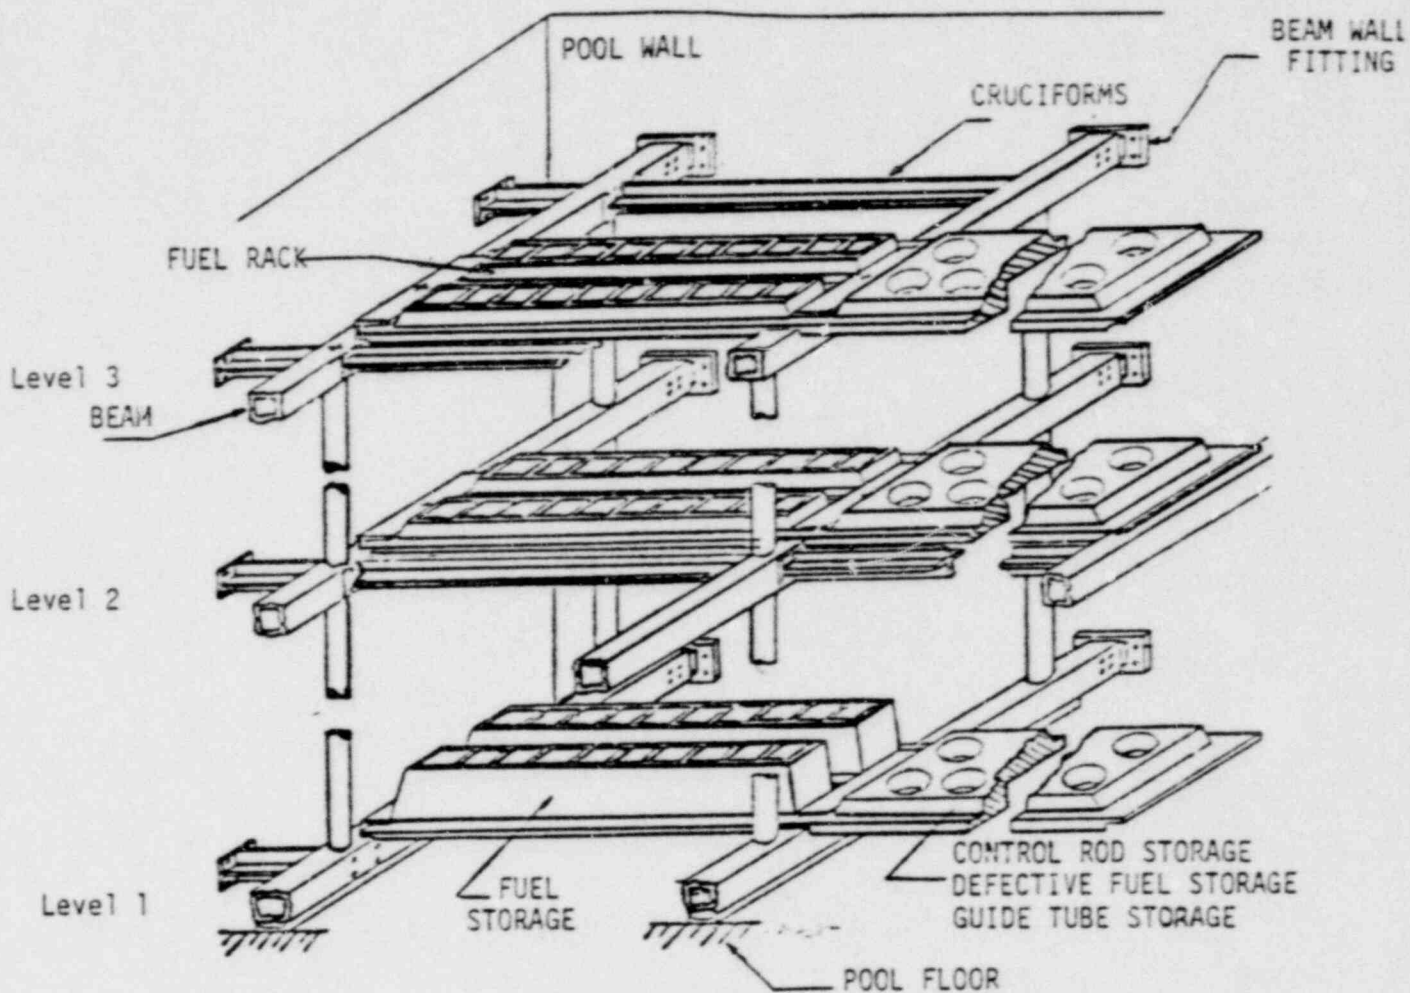 POOL WALL
BEAM WALL
FITTING
CRUCIFORMS
FUEL RACK
Level 3
BEAM
Level 2
Level 1
FUEL
STORAGE
CONTROL ROD STORAGE
DEFECTIVE FUEL STORAGE
GUIDE TUBE STORAGE
POOL FLOOR